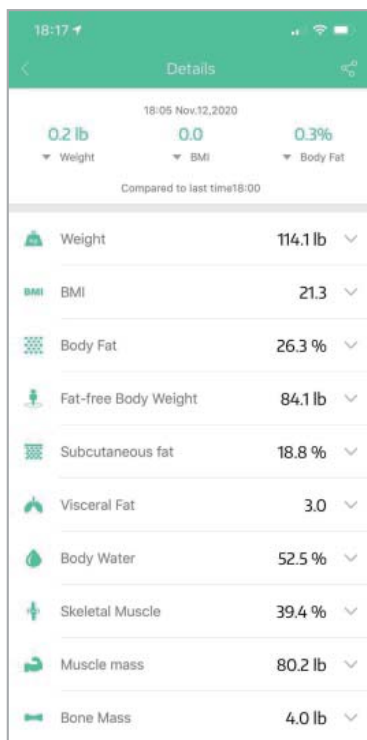 18:17
Details
18:05 Nov.12,2020
0.2 lb 0.0 0.3%
Weight BMI Body Fat
Compared to last time18:00
Weight 114.1 lb
BMI BMI 21.3
Body Fat 26.3 %
Fat-free Body Weight 84.1 lb
Subcutaneous fat 18.8 %
Visceral Fat 3.0
Body Water 52.5 %
Skeletal Muscle 39.4 %
Muscle mass 80.2 lb
Bone Mass 4.0 lb